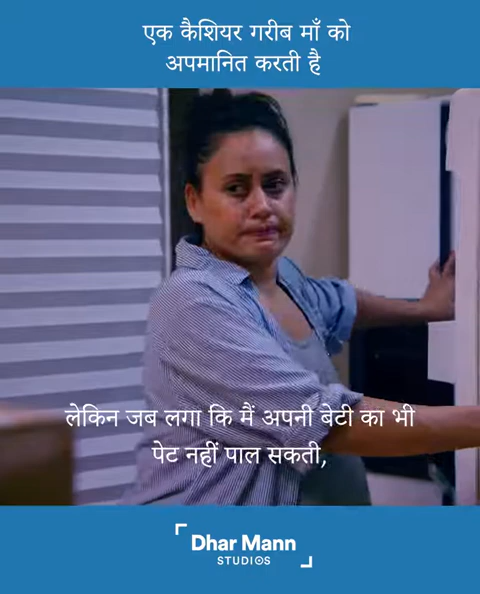 एक कैशियर गरीब माँ को
अपमानित करती है
लेकिन जब लगा कि मैं अपनी बेटी का भी
पेट नहीं पाल सकती,
Dhar Mann
STUDIOS